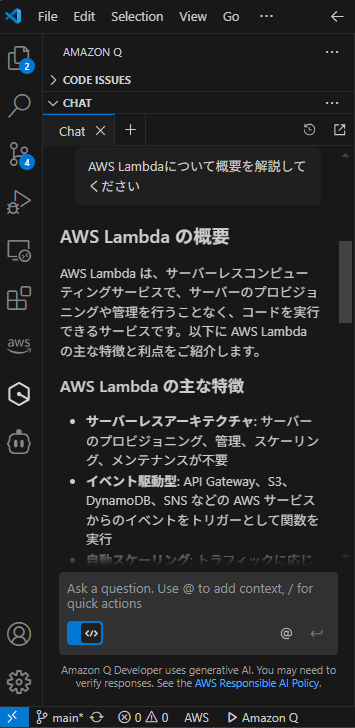 File Edit Selection View Go ···
AMAZON Q ···
CODE ISSUES
CHAT ···
Chat
AWS Lambdaについて概要を解説して
ください
AWS Lambda の概要
AWS Lambda は、サーバーレスコンピュー
ティングサービスで、サーバーのプロビジョ
ニングや管理を行うことなく、コードを実行
できるサービスです。以下に AWS Lambda
の主な特徴と利点をご紹介します。
AWS Lambda の主な特徴
• サーバーレスアーキテクチャ: サーバー
のプロビジョニング、管理、スケーリン
グ、メンテナンスが不要
• イベント駆動型: API Gateway、S3、
DynamoDB、SNS などの AWS サービス
からのイベントをトリガーとして関数を
実行
• 自動スケーリング: トラフィックに応じ
Ask a question. Use @ to add context, / for
quick actions
@
Amazon Q Developer uses generative AI. You may need to
verify responses. See the AWS Responsible AI Policy.
2
4
aws
main* 0 0 AWS Amazon Q